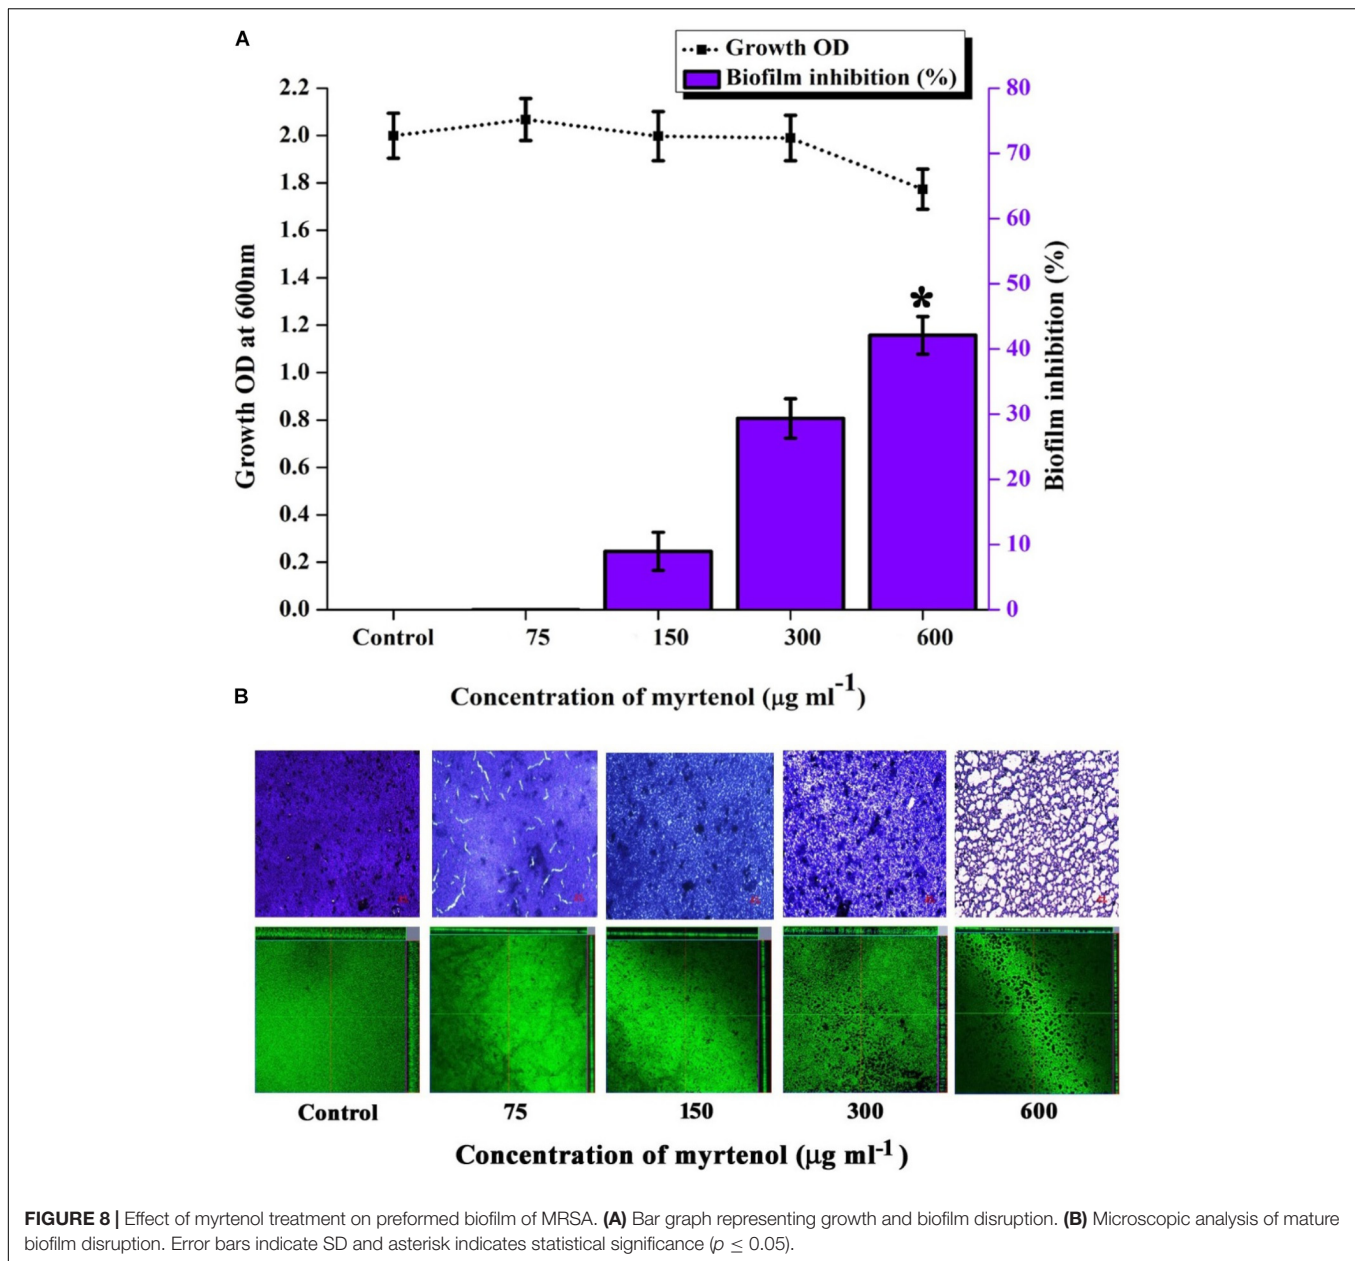 A
Growth OD
Biofilm inhibition (%)
2.2
2.0
1.8
1.6
1.4
1.2
1.0
0.8
0.6
0.4
0.2
0.0
Growth OD at 600nm
80
70
60
50
40
30
20
10
0
Biofilm inhibition (%)
*
Control 75 150 300 600
Concentration of myrtenol (μg ml⁻¹)
B
Control 75 150 300 600
Concentration of myrtenol (μg ml⁻¹)
FIGURE 8 | Effect of myrtenol treatment on preformed biofilm of MRSA. (A) Bar graph representing growth and biofilm disruption. (B) Microscopic analysis of mature
biofilm disruption. Error bars indicate SD and asterisk indicates statistical significance (p ≤ 0.05).